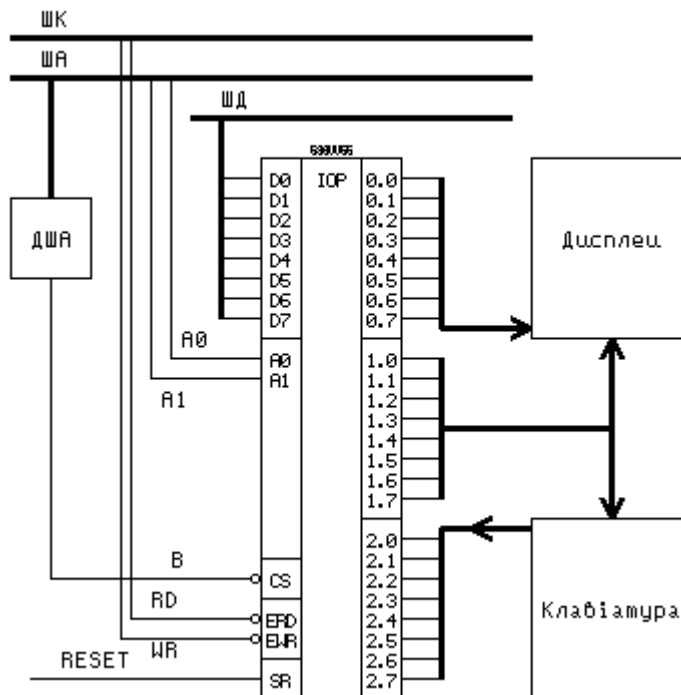 ШК
ША
ШД
580VV55
D0 IOP 0.0
D1 0.1
D2 0.2
ДША D3 0.3 Дисплеи
D4 0.4
D5 0.5
D6 0.6
D7 0.7
A0
A0 1.0
A1 1.1
A1 1.2
1.3
1.4
1.5
1.6
1.7
2.0
B 2.1
CS 2.2
RD 2.3
ERD 2.4 Клавіатура
WR EWR 2.5
RESET 2.6
SR 2.7